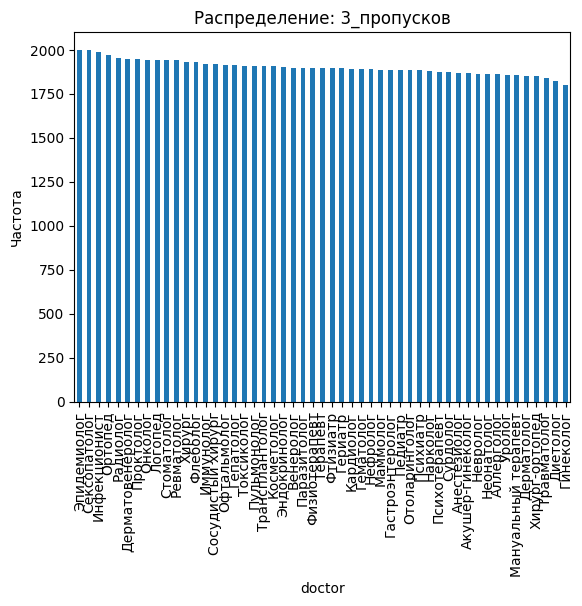 Распределение: 3_пропусков
Частота
2000
1750
1500
1250
1000
750
500
250
0
Эпидемиолог
Сексопатолог
Инфекционист
Ортопед
Радиолог
Дерматовенеролог
Проктолог
Онколог
Логопед
Стоматолог
Ревматолог
Хирург
Флеболог
Иммунолог
Сосудистый хирург
Офтальмолог
Гепатолог
Токсиколог
Пульмонолог
Трансплантолог
Косметолог
Эндокринолог
Венеролог
Паразитолог
Физиотерапевт
Терапевт
Фтизиатр
Гериатр
Кардиолог
Гематолог
Нефролог
Маммолог
Гастроэнтеролог
Педиатр
Отоларинголог
Психиатр
Нарколог
Психотерапевт
Сурдолог
Анестезиолог
Акушер-гинеколог
Невролог
Неонатолог
Аллерголог
Уролог
Мануальный терапевт
Дерматолог
Хирург-ортопед
Травматолог
Диетолог
Гинеколог
doctor